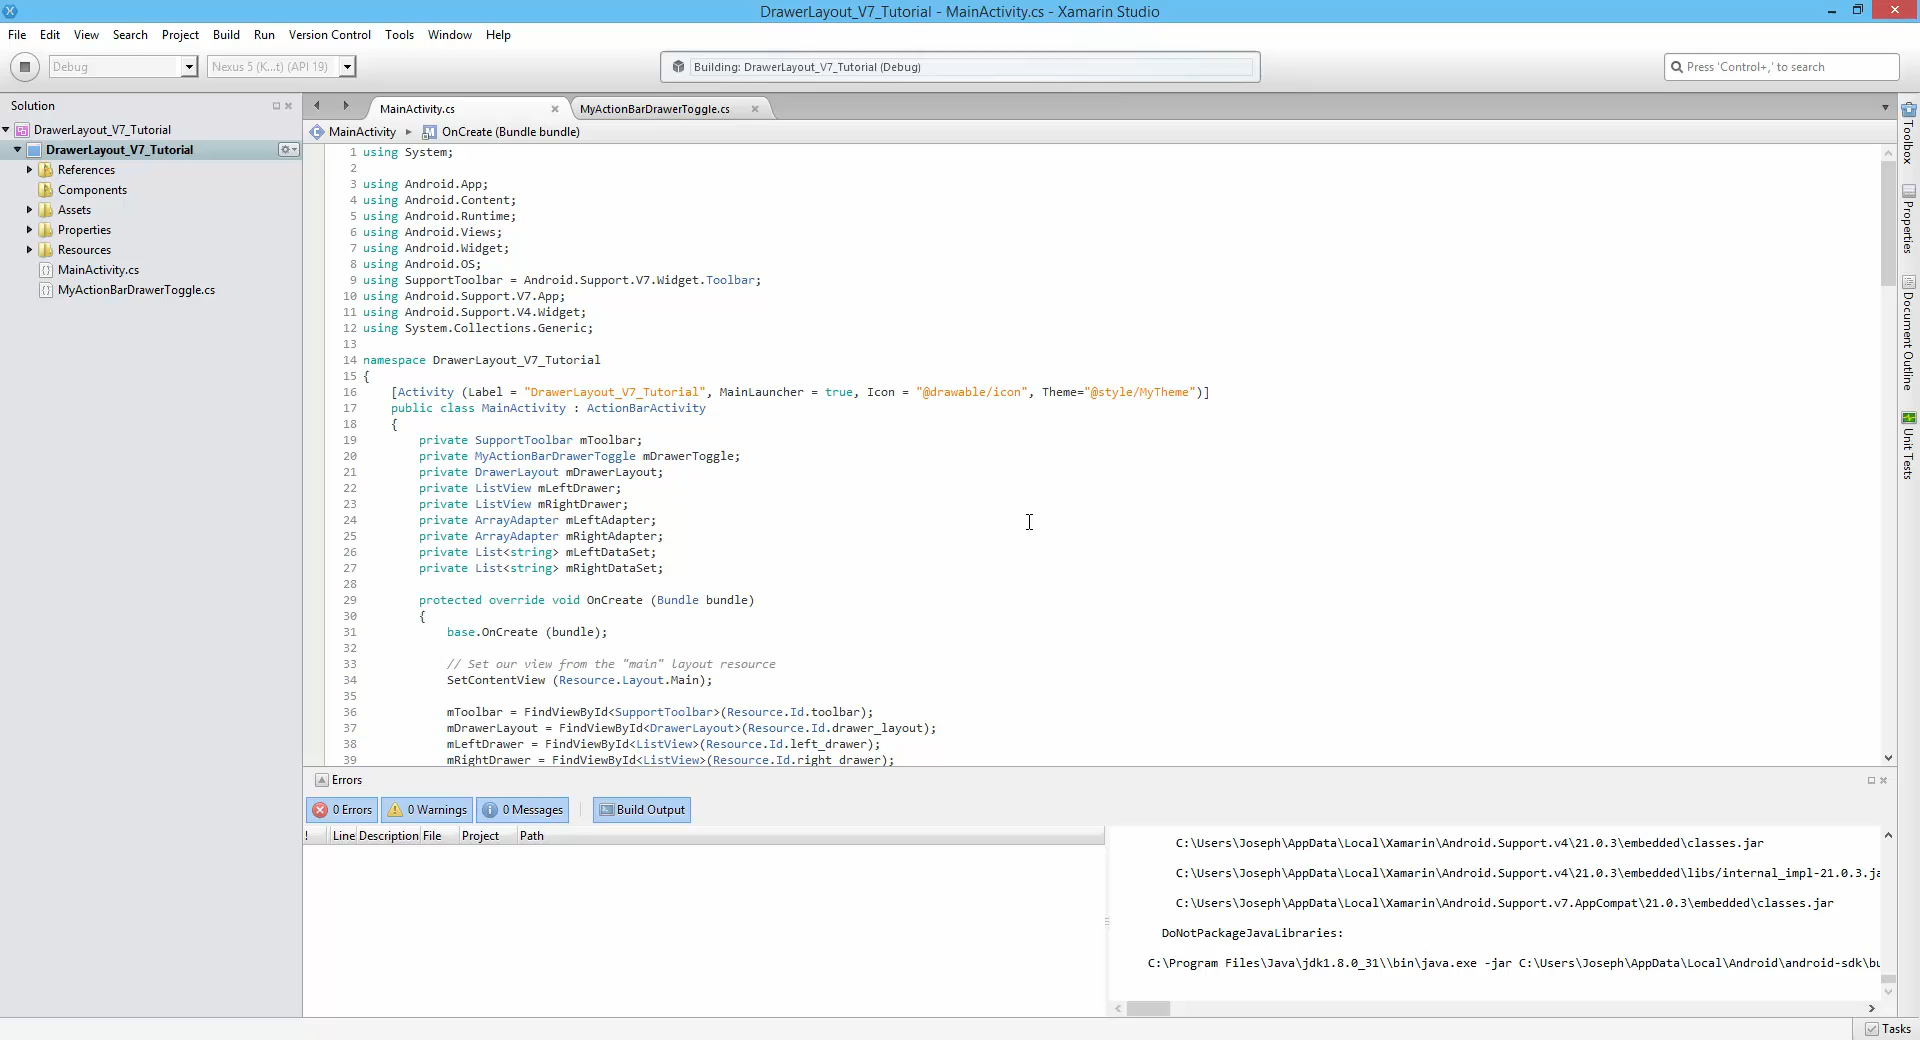 DrawerLayout_V7_Tutorial - MainActivity.cs - Xamarin Studio
File Edit View Search Project Build Run Version Control Tools Window Help
Debug Nexus 5 (K...t) (API 19) Building: DrawerLayout_V7_Tutorial (Debug) Press 'Control+,' to search
Solution
DrawerLayout_V7_Tutorial
DrawerLayout_V7_Tutorial
References
Components
Assets
Properties
Resources
MainActivity.cs
MyActionBarDrawerToggle.cs
MainActivity.cs MyActionBarDrawerToggle.cs
MainActivity OnCreate (Bundle bundle)
1 using System;
2
3 using Android.App;
4 using Android.Content;
5 using Android.Runtime;
6 using Android.Views;
7 using Android.Widget;
8 using Android.OS;
9 using SupportToolbar = Android.Support.V7.Widget.Toolbar;
10 using Android.Support.V7.App;
11 using Android.Support.V4.Widget;
12 using System.Collections.Generic;
13
14 namespace DrawerLayout_V7_Tutorial
15 {
16 [Activity (Label = "DrawerLayout_V7_Tutorial", MainLauncher = true, Icon = "@drawable/icon", Theme="@style/MyTheme")]
17 public class MainActivity : ActionBarActivity
18 {
19 private SupportToolbar mToolbar;
20 private MyActionBarDrawerToggle mDrawerToggle;
21 private DrawerLayout mDrawerLayout;
22 private ListView mLeftDrawer;
23 private ListView mRightDrawer;
24 private ArrayAdapter mLeftAdapter;
25 private ArrayAdapter mRightAdapter;
26 private List<string> mLeftDataSet;
27 private List<string> mRightDataSet;
28
29 protected override void OnCreate (Bundle bundle)
30 {
31 base.OnCreate (bundle);
32
33 // Set our view from the "main" layout resource
34 SetContentView (Resource.Layout.Main);
35
36 mToolbar = FindViewById<SupportToolbar>(Resource.Id.toolbar);
37 mDrawerLayout = FindViewById<DrawerLayout>(Resource.Id.drawer_layout);
38 mLeftDrawer = FindViewById<ListView>(Resource.Id.left_drawer);
39 mRightDrawer = FindViewById<ListView>(Resource.Id.right_drawer);
Toolbox
Properties
Document Outline
Unit Tests
Errors
0 Errors 0 Warnings 0 Messages Build Output
! Line Description File Project Path
C:\Users\Joseph\AppData\Local\Xamarin\Android.Support.v4\21.0.3\embedded\classes.jar
C:\Users\Joseph\AppData\Local\Xamarin\Android.Support.v4\21.0.3\embedded\libs/internal_impl-21.0.3.ja
C:\Users\Joseph\AppData\Local\Xamarin\Android.Support.v7.AppCompat\21.0.3\embedded\classes.jar
DoNotPackageJavaLibraries:
C:\Program Files\Java\jdk1.8.0_31\\bin\java.exe -jar C:\Users\Joseph\AppData\Local\Android\android-sdk\bu
Tasks